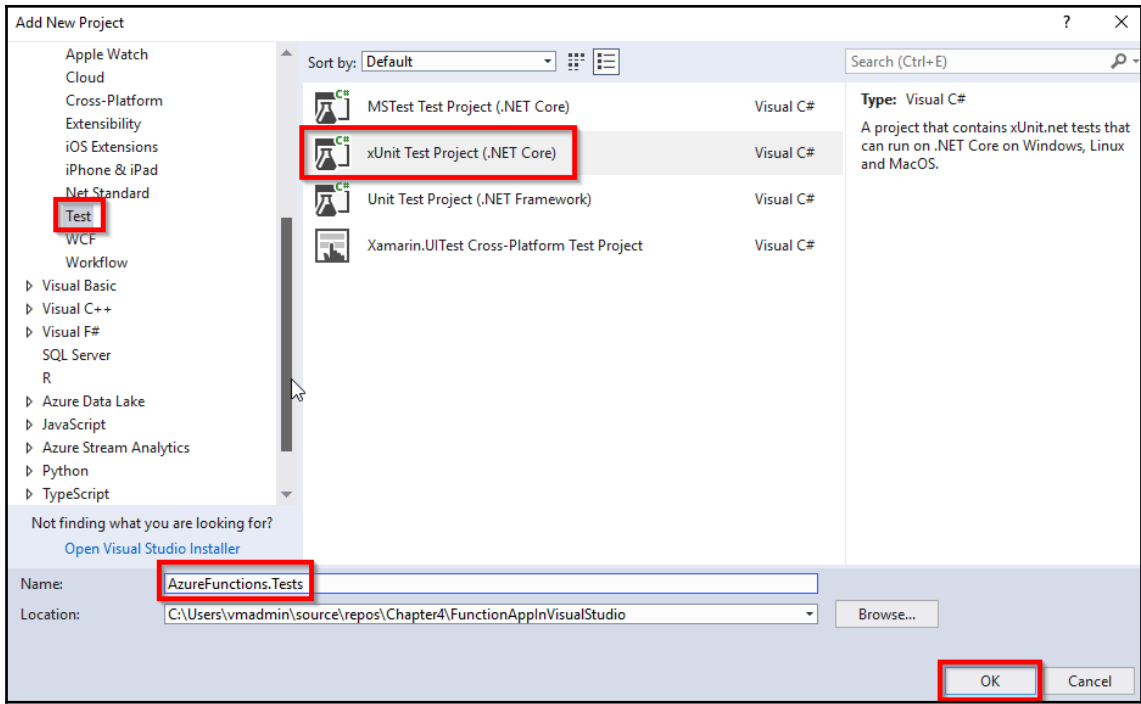 Add New Project
?
Apple Watch
Cloud
Cross-Platform
Extensibility
iOS Extensions
iPhone & iPad
Net Standard
Test
WCF
Workflow
Visual Basic
Visual C++
Visual F#
SQL Server
R
Azure Data Lake
JavaScript
Azure Stream Analytics
Python
TypeScript
Not finding what you are looking for?
Open Visual Studio Installer
Sort by: Default
C# MSTest Test Project (.NET Core) Visual C#
C# xUnit Test Project (.NET Core) Visual C#
C# Unit Test Project (.NET Framework) Visual C#
Xamarin.UITest Cross-Platform Test Project Visual C#
Search (Ctrl+E)
Type: Visual C#
A project that contains xUnit.net tests that
can run on .NET Core on Windows, Linux
and MacOS.
Name: AzureFunctions.Tests
Location: C:\Users\vmadmin\source\repos\Chapter4\FunctionAppInVisualStudio
Browse...
OK Cancel